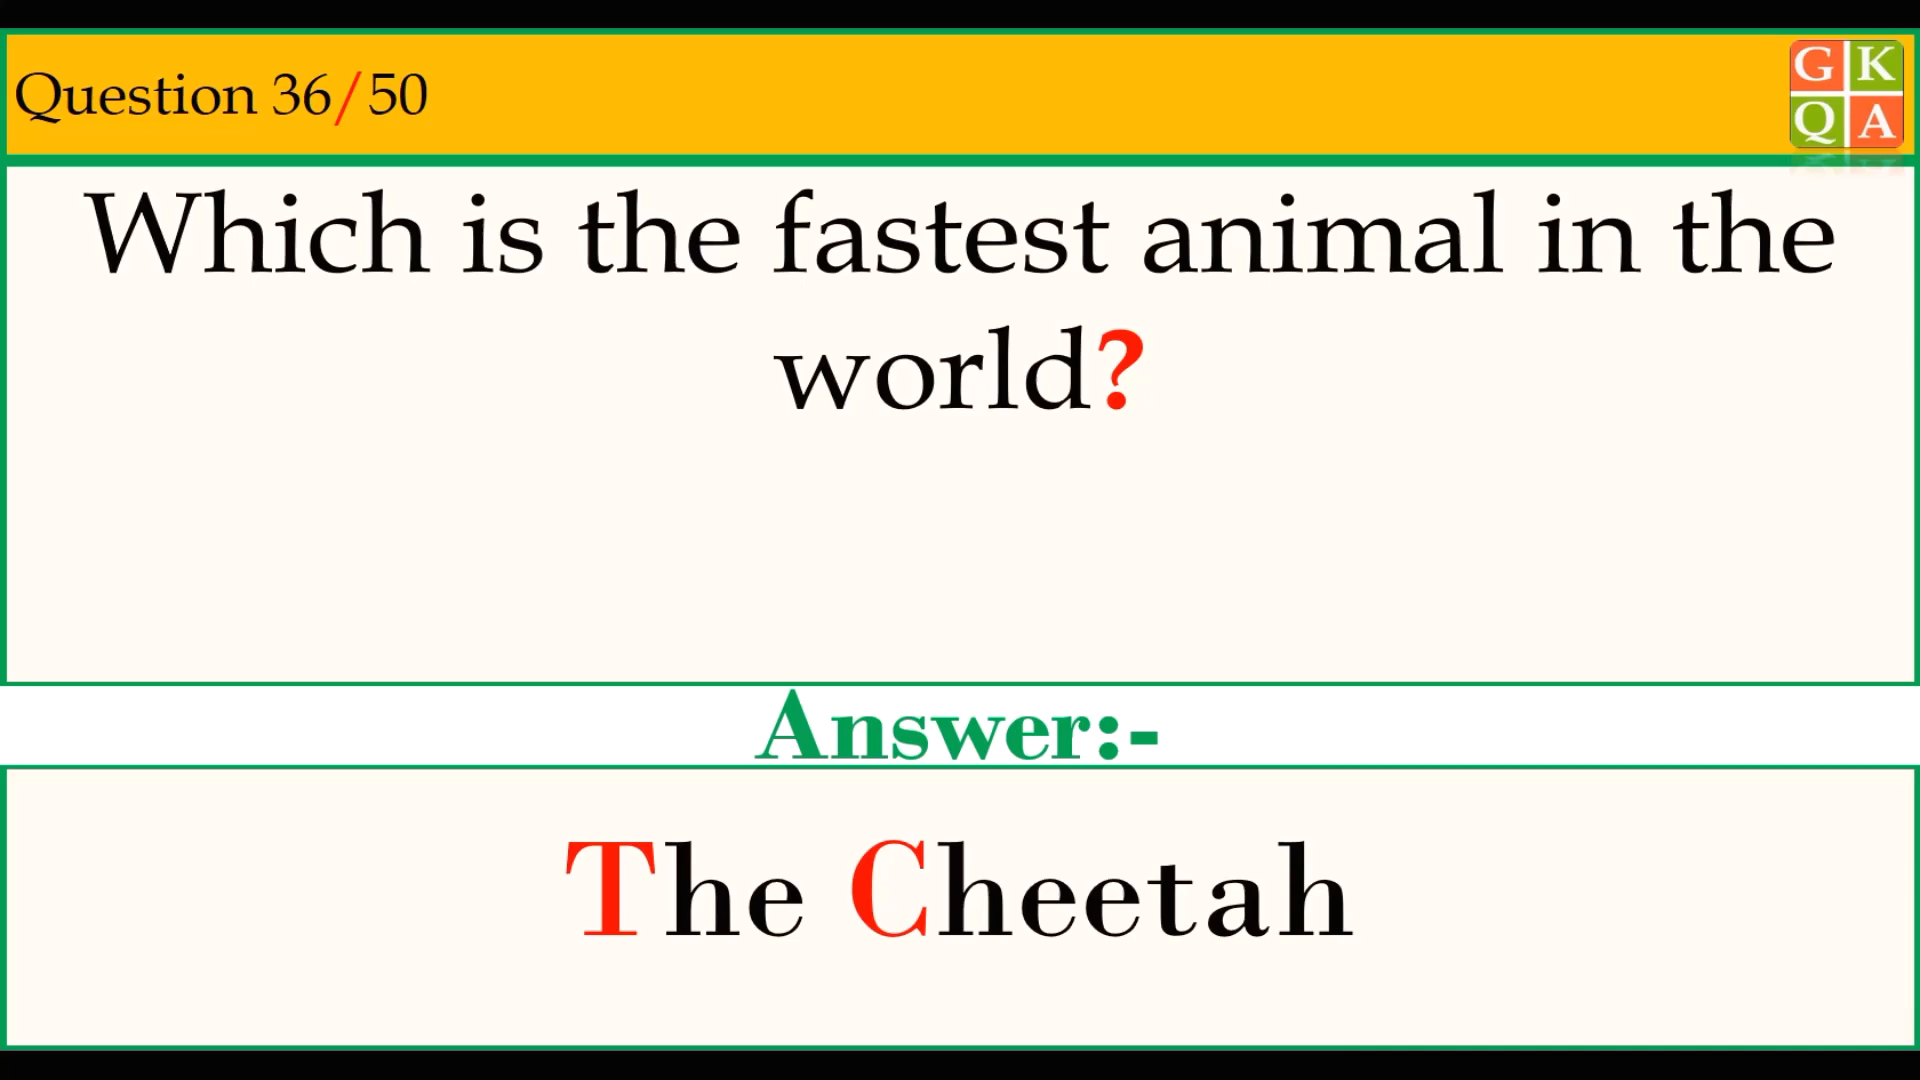 Question 36/50
G K
Q A
Which is the fastest animal in the
world?
Answer:-
The Cheetah